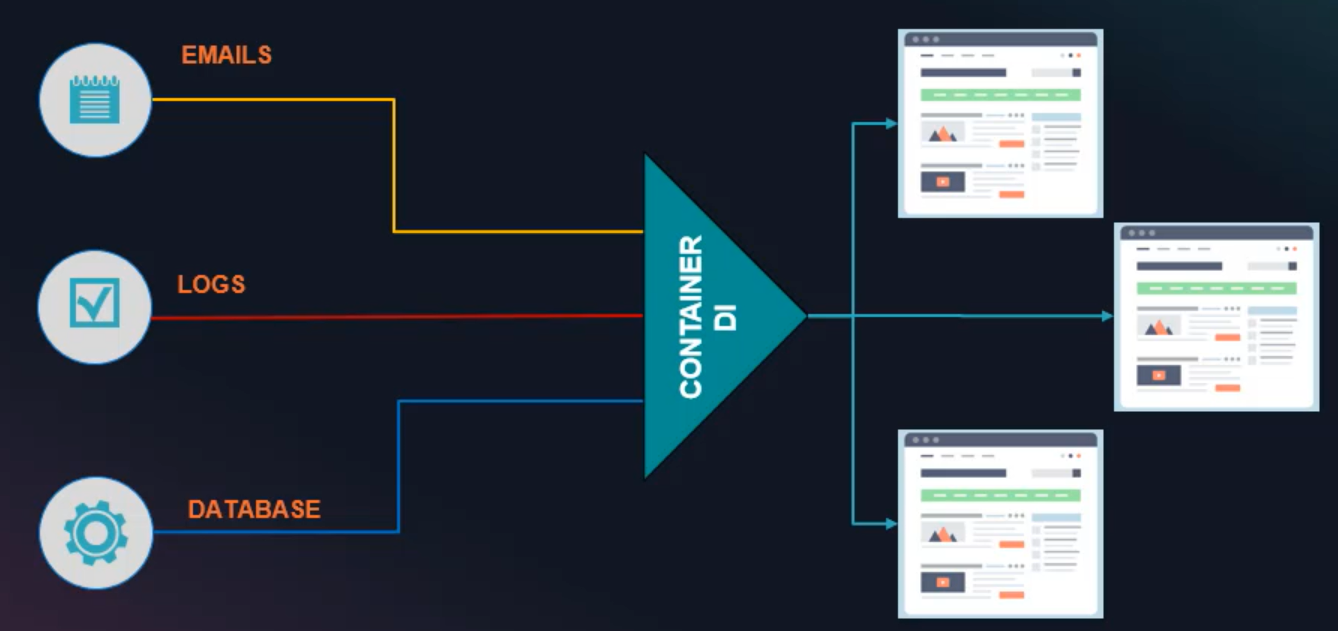 EMAILS
LOGS
CONTAINER
DI
DATABASE